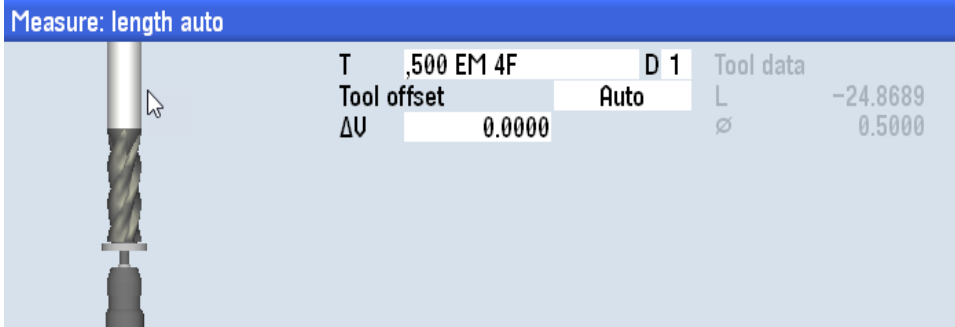 Measure: length auto
T ,500 EM 4F D 1 Tool data
Tool offset Auto L -24.8689
ΔV 0.0000 ø 0.5000